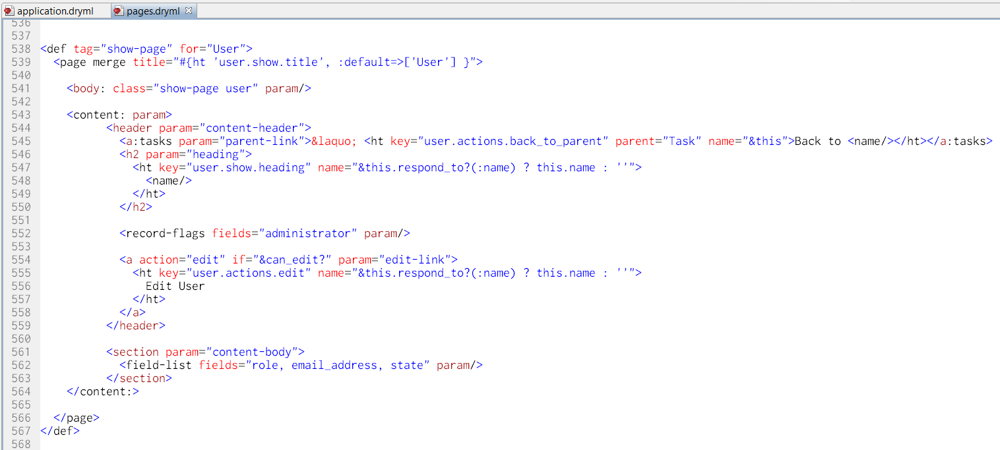 application.dryml pages.dryml
536
537
538 <def tag="show-page" for="User">
539   <page merge title="#{ht 'user.show.title', :default=>['User'] }">
540
541     <body: class="show-page user" param/>
542
543     <content: param>
544           <header param="content-header">
545             <a:tasks param="parent-link">&laquo; <ht key="user.actions.back_to_parent" parent="Task" name="&this">Back to <name/></ht></a:tasks>
546             <h2 param="heading">
547               <ht key="user.show.heading" name="&this.respond_to?(:name) ? this.name : ''">
548                 <name/>
549               </ht>
550             </h2>
551
552             <record-flags fields="administrator" param/>
553
554             <a action="edit" if="&can_edit?" param="edit-link">
555               <ht key="user.actions.edit" name="&this.respond_to?(:name) ? this.name : ''">
556                 Edit User
557               </ht>
558             </a>
559           </header>
560
561           <section param="content-body">
562             <field-list fields="role, email_address, state" param/>
563           </section>
564     </content:>
565
566   </page>
567 </def>
568